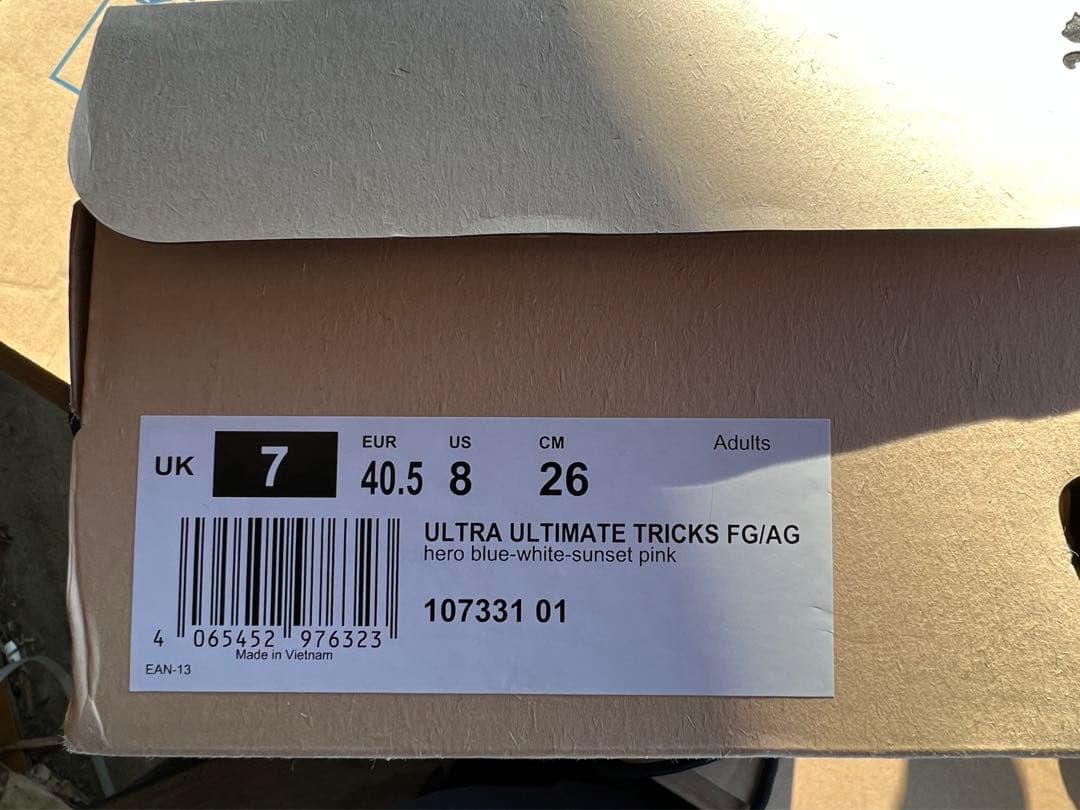 UK 7 EUR 40.5 US 8 CM 26 Adults
ULTRA ULTIMATE TRICKS FG/AG
hero blue-white-sunset pink
107331 01
4 065452 976323
Made in Vietnam
EAN-13